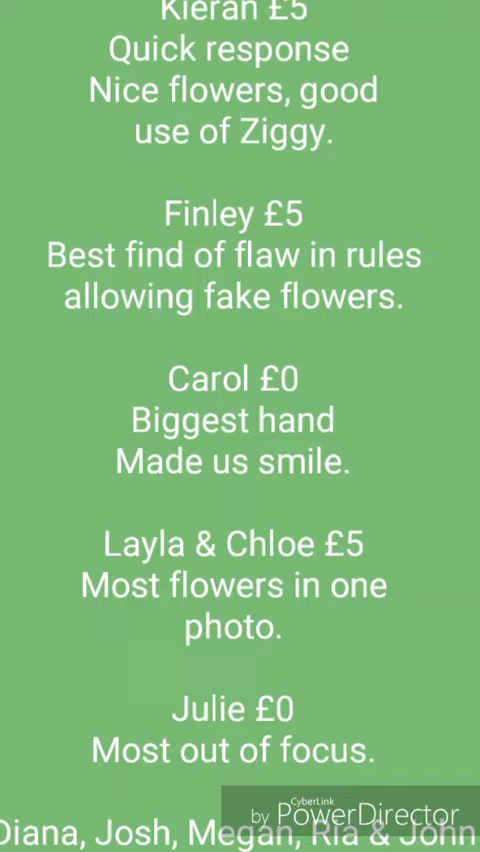 Kieran £5
Quick response
Nice flowers, good
use of Ziggy.
Finley £5
Best find of flaw in rules
allowing fake flowers.
Carol £0
Biggest hand
Made us smile.
Layla & Chloe £5
Most flowers in one
photo.
Julie £0
Most out of focus.
CyberLink
by PowerDirector
Diana, Josh, Megan, Ria & John